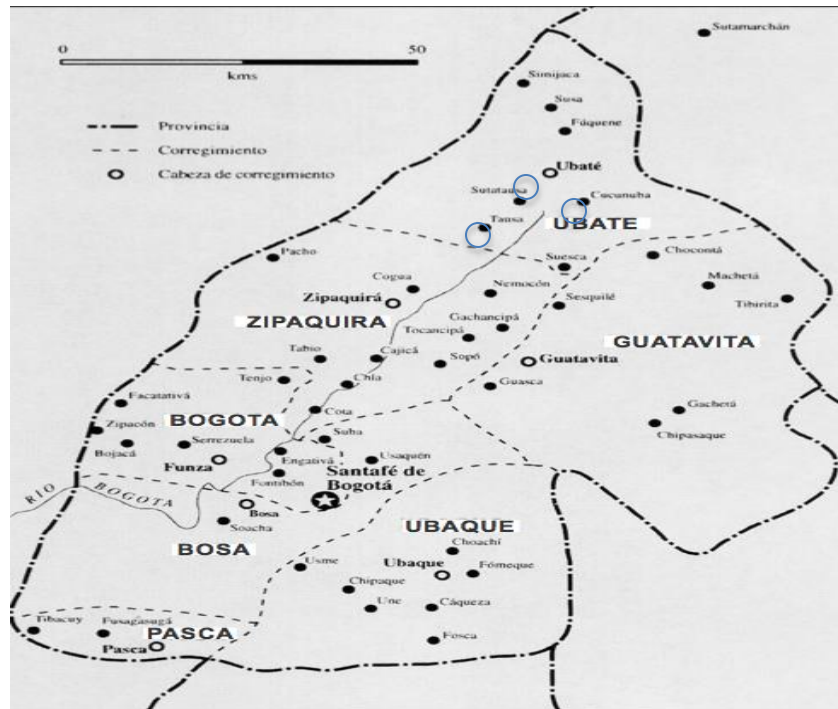 0
50
kms
Sutamarchán
Simijaca
Susa
Provincia
Fúquene
Corregimiento
Cabeza de corregimiento
Ubaté
Sutatausa
Cucunuba
Tausa
UBATE
Pacho
Suesca
Chocontá
Cogua
Machetá
Nemocón
Zipaquirá
Sesquilé
Tibirita
ZIPAQUIRA
Gachancipá
Tocancipá
GUATAVITA
Tabio
Cajicá
Sopó
Guatavita
Tenjo
Chía
Guasca
Facatativá
Cota
Gachetá
BOGOTA
Zipacón
Suba
Chipasaque
Bojacá
Serrezuela
Engativá
Usaquén
Funza
Santafé de
Fontibón
Bogotá
RIO BOGOTA
Bosa
Soacha
UBAQUE
BOSA
Choachí
Usme
Ubaque
Fómeque
Chipaque
Une
Cáqueza
Tibacuy
Fusagasugá
PASCA
Fosca
Pasca